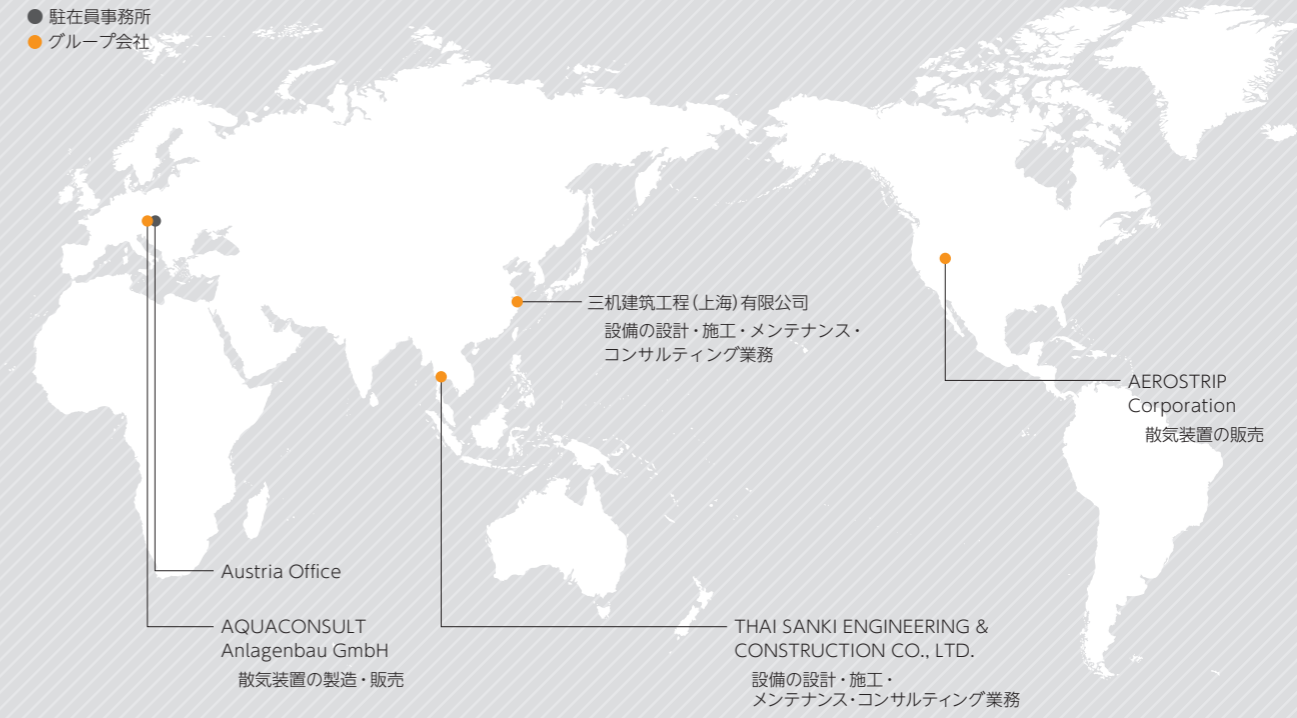 駐在員事務所
グループ会社
三机建筑工程(上海)有限公司
設備の設計・施工・メンテナンス・
コンサルティング業務
AEROSTRIP
Corporation
散気装置の販売
Austria Office
AQUACONSULT
Anlagenbau GmbH
散気装置の製造・販売
THAI SANKI ENGINEERING &
CONSTRUCTION CO., LTD.
設備の設計・施工・
メンテナンス・コンサルティング業務